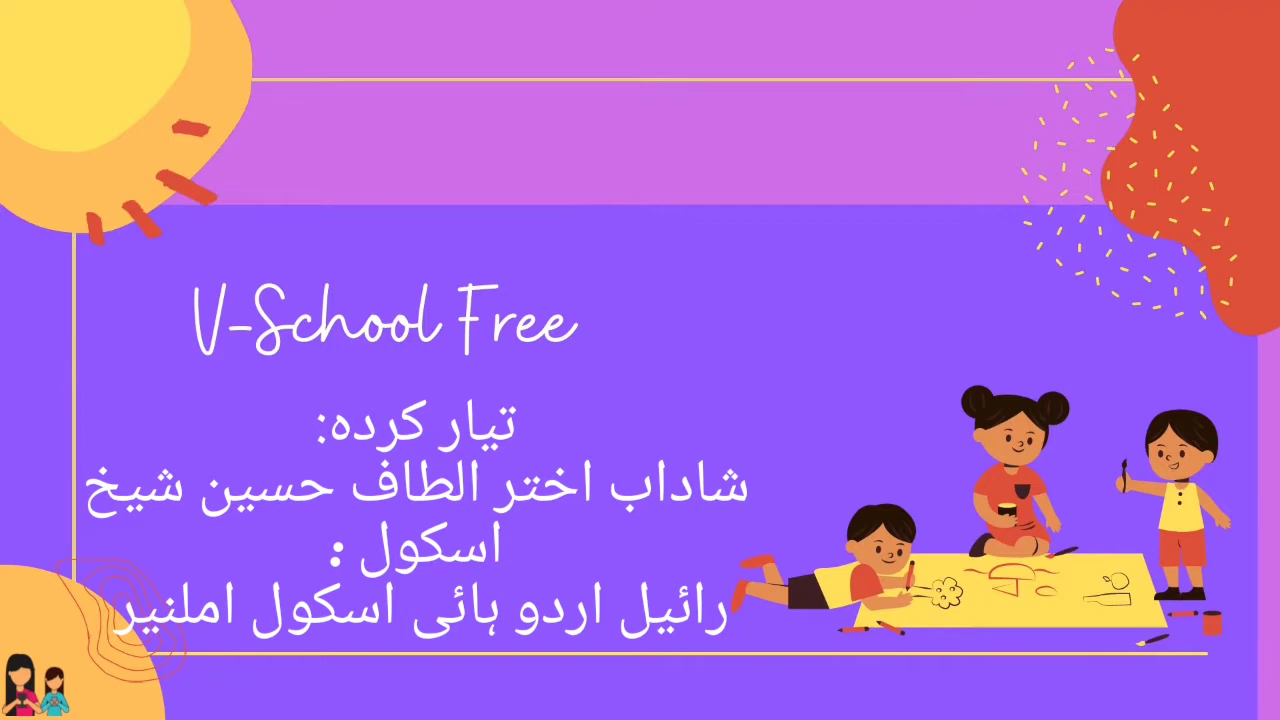 V-School Free
تیار کردہ:
شاداب اختر الطاف حسین شیخ
اسکول :
رائیل اردو ہائی اسکول املنیر